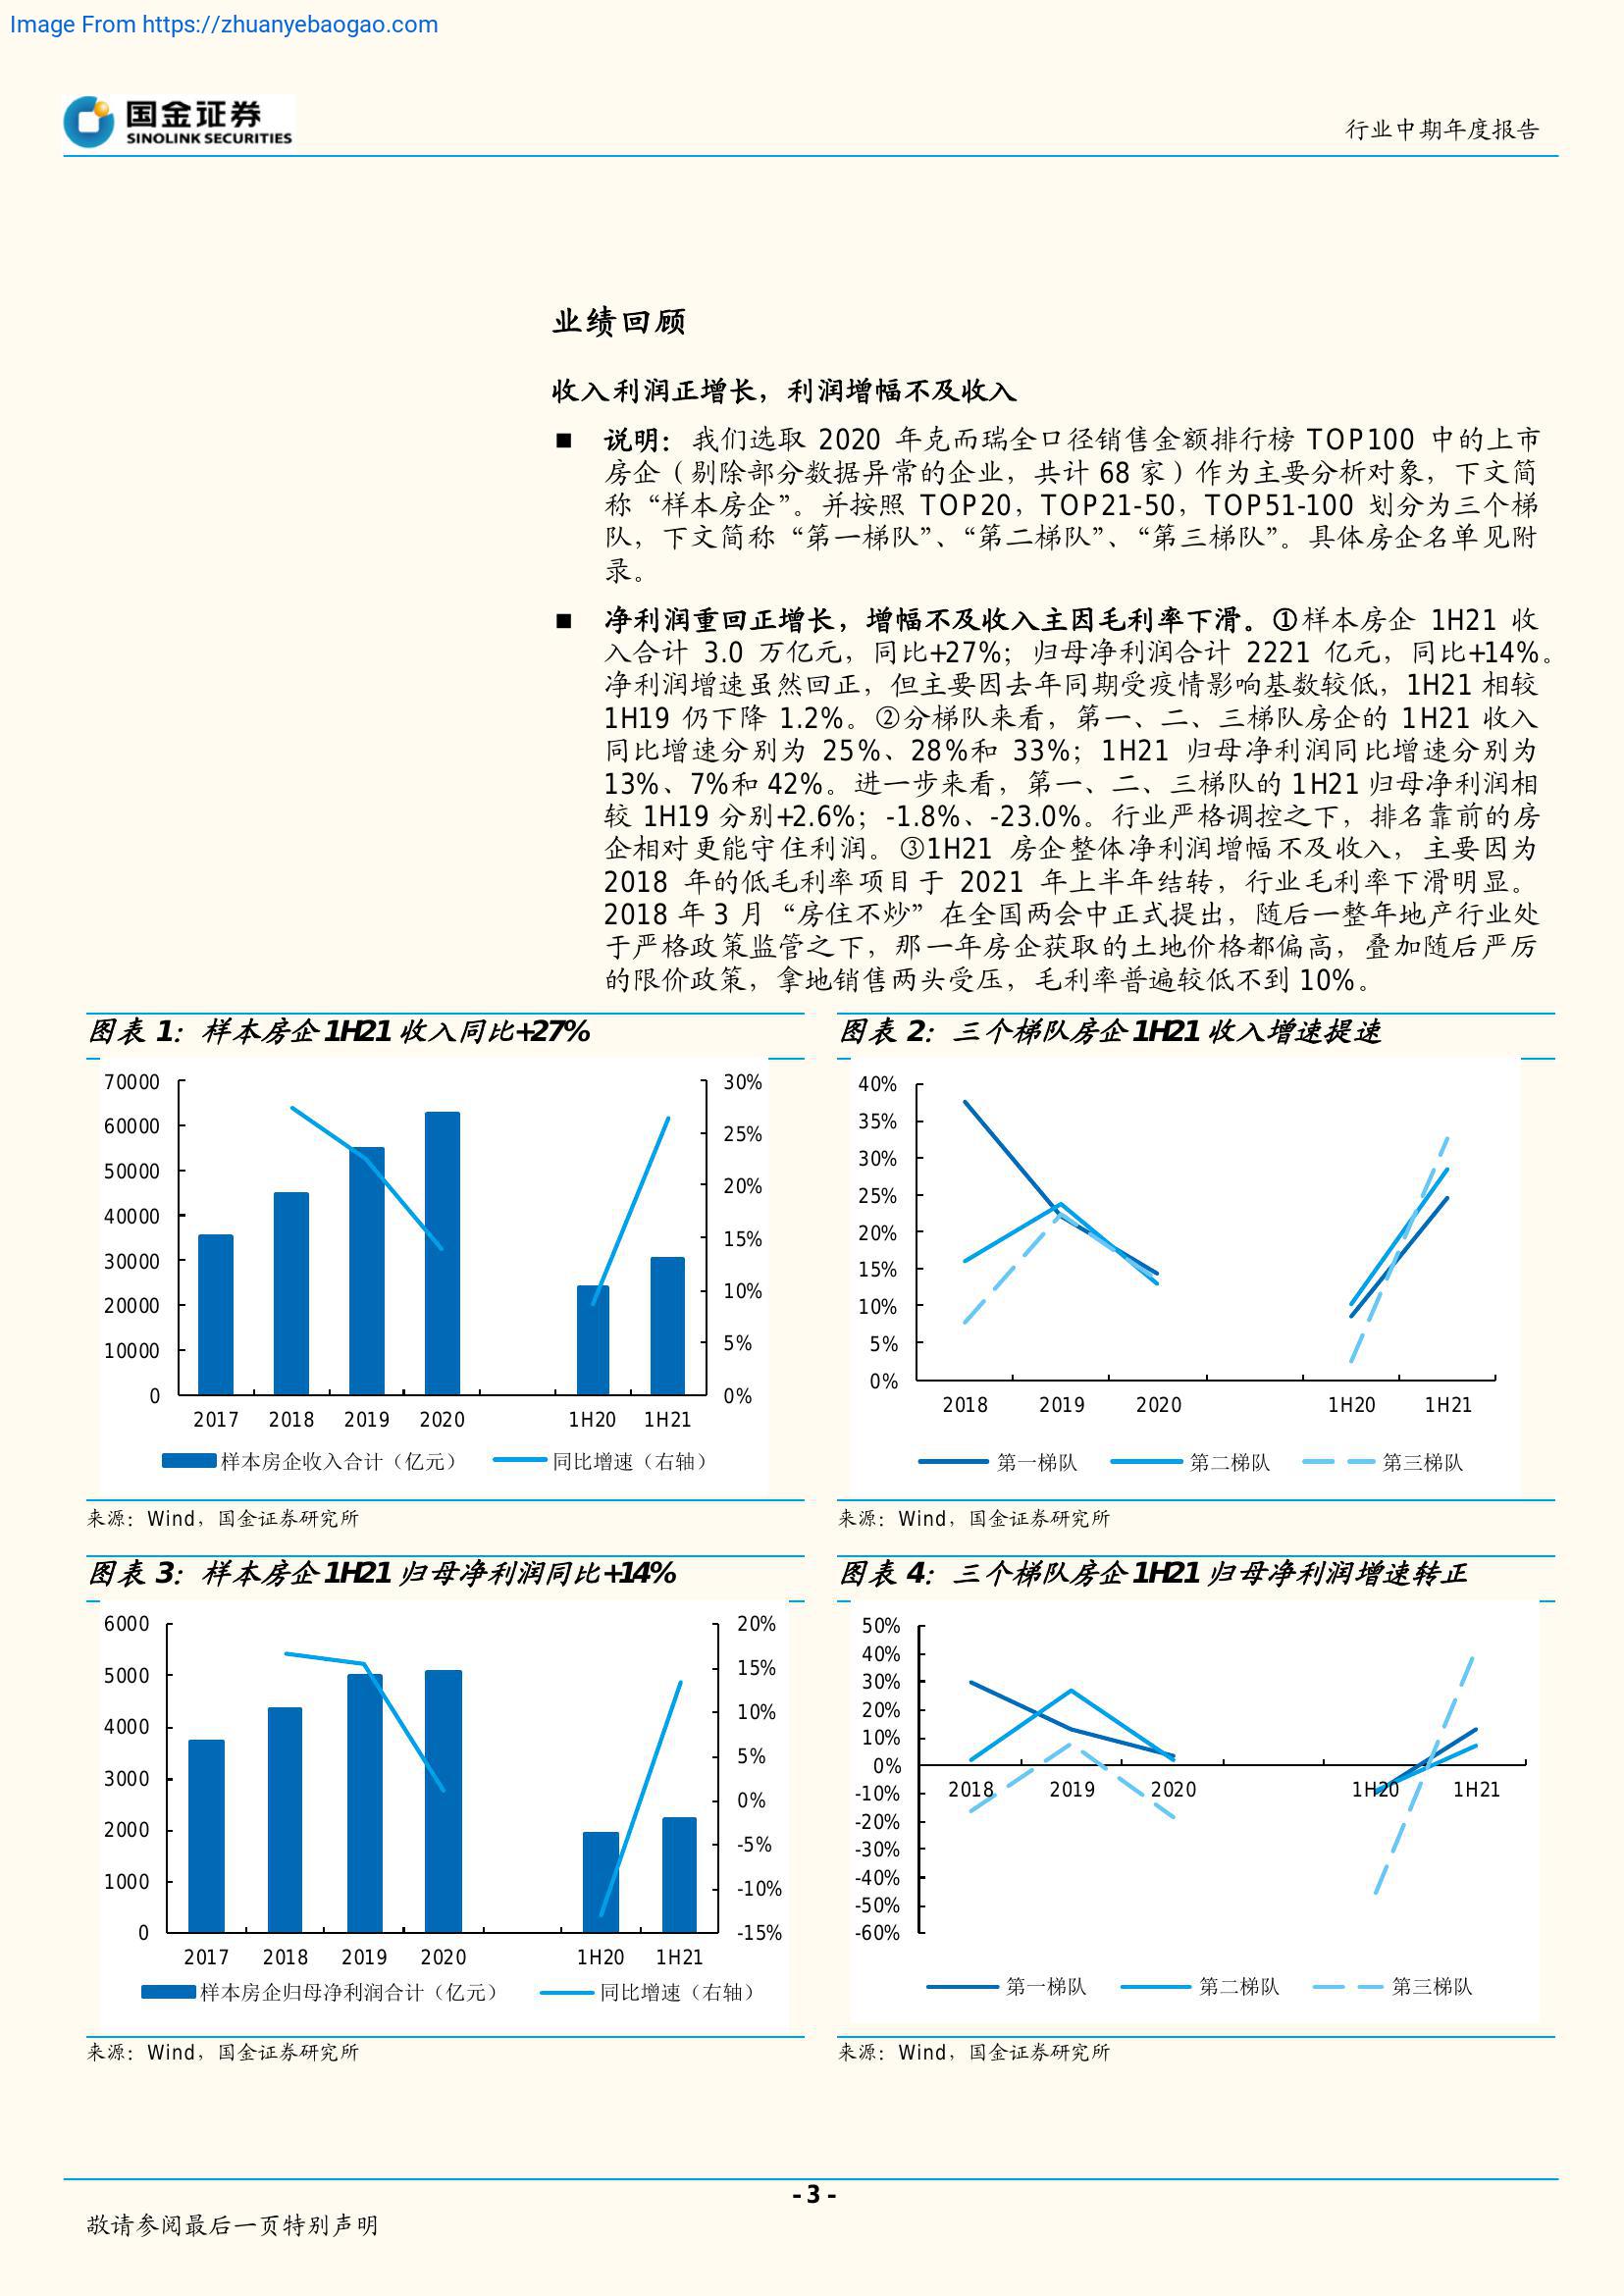 Image From https://zhuanyebaogao.com
国金证券
SINOLINK SECURITIES
行业中期年度报告
业绩回顾
收入利润正增长，利润增幅不及收入
■ 说明：我们选取 2020 年克而瑞全口径销售金额排行榜 TOP100 中的上市
房企（剔除部分数据异常的企业，共计 68 家）作为主要分析对象，下文简
称“样本房企”。并按照 TOP20，TOP21-50，TOP51-100 划分为三个梯
队，下文简称“第一梯队”、“第二梯队”、“第三梯队”。具体房企名单见附
录。
■ 净利润重回正增长，增幅不及收入主因毛利率下滑。①样本房企 1H21 收
入合计 3.0 万亿元，同比+27%；归母净利润合计 2221 亿元，同比+14%。
净利润增速虽然回正，但主要因去年同期受疫情影响基数较低，1H21 相较
1H19 仍下降 1.2%。②分梯队来看，第一、二、三梯队房企的 1H21 收入
同比增速分别为 25%、28%和 33%；1H21 归母净利润同比增速分别为
13%、7%和 42%。进一步来看，第一、二、三梯队的 1H21 归母净利润相
较 1H19 分别+2.6%；-1.8%、-23.0%。行业严格调控之下，排名靠前的房
企相对更能守住利润。③1H21 房企整体净利润增幅不及收入，主要因为
2018 年的低毛利率项目于 2021 年上半年结转，行业毛利率下滑明显。
2018 年 3 月“房住不炒”在全国两会中正式提出，随后一整年地产行业处
于严格政策监管之下，那一年房企获取的土地价格都偏高，叠加随后严厉
的限价政策，拿地销售两头受压，毛利率普遍较低不到 10%。
图表 1：样本房企 1H21 收入同比+27%
70000
60000
50000
40000
30000
20000
10000
0
30%
25%
20%
15%
10%
5%
0%
2017 2018 2019 2020 1H20 1H21
样本房企收入合计（亿元） 同比增速（右轴）
来源：Wind，国金证券研究所
图表 2：三个梯队房企 1H21 收入增速提速
40%
35%
30%
25%
20%
15%
10%
5%
0%
2018 2019 2020 1H20 1H21
第一梯队 第二梯队 第三梯队
来源：Wind，国金证券研究所
图表 3：样本房企 1H21 归母净利润同比+14%
6000
5000
4000
3000
2000
1000
0
20%
15%
10%
5%
0%
-5%
-10%
-15%
2017 2018 2019 2020 1H20 1H21
样本房企归母净利润合计（亿元） 同比增速（右轴）
来源：Wind，国金证券研究所
图表 4：三个梯队房企 1H21 归母净利润增速转正
50%
40%
30%
20%
10%
0%
-10%
-20%
-30%
-40%
-50%
-60%
2018 2019 2020 1H20 1H21
第一梯队 第二梯队 第三梯队
来源：Wind，国金证券研究所
- 3 -
敬请参阅最后一页特别声明